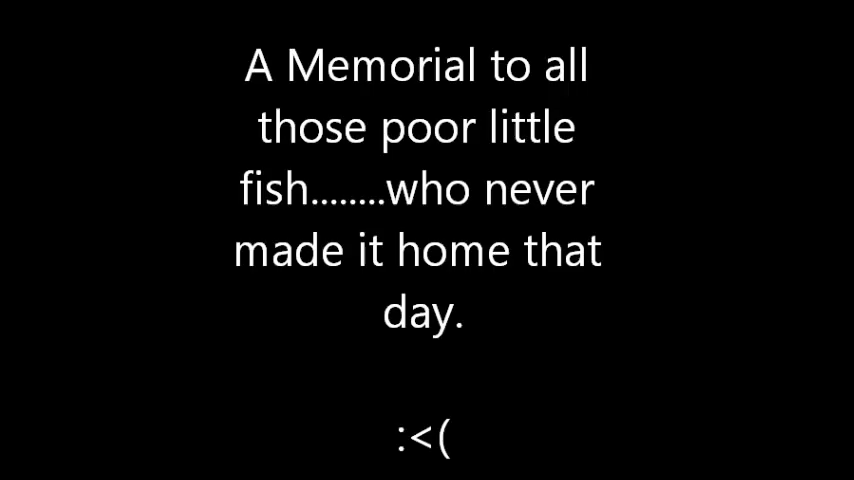 A Memorial to all
those poor little
fish........who never
made it home that
day.
:<(